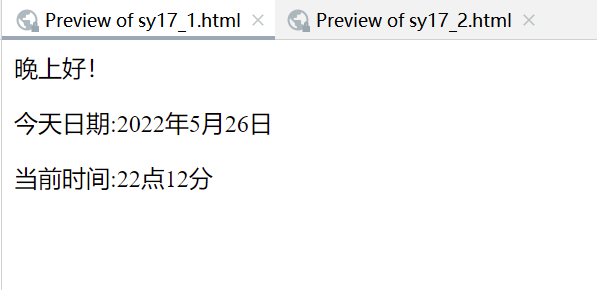 Preview of sy17_1.html
Preview of sy17_2.html
晚上好！
今天日期:2022年5月26日
当前时间:22点12分